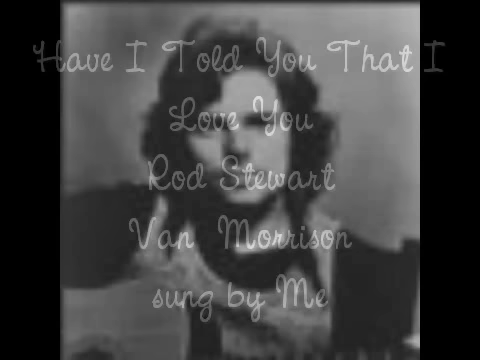 Have I Told You That I
Love You
Rod Stewart
Van Morrison
sung by Me